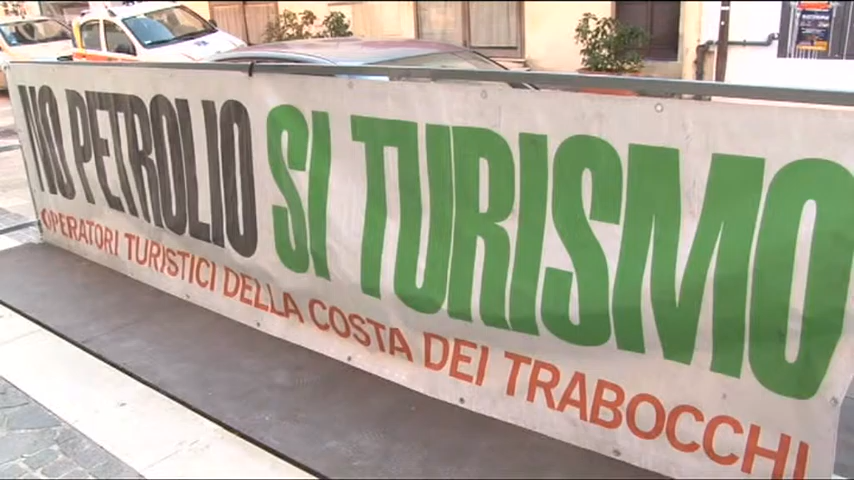 NO PETROLIO SI TURISMO
OPERATORI TURISTICI DELLA COSTA DEI TRABOCCHI